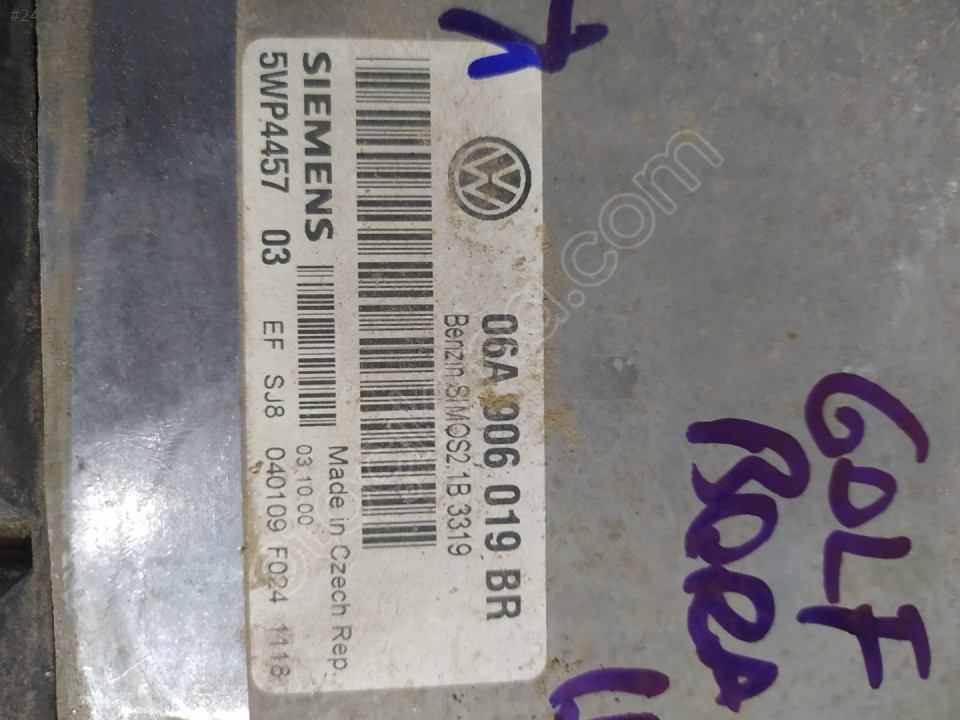 06A 906 019 BR
Benzin SIMOS2.1B 3319
SIEMENS
Made in Czech Rep.
03.10.00
5WP4457 03 EF SJ8 040109 F024 1118
GOLF
BORA